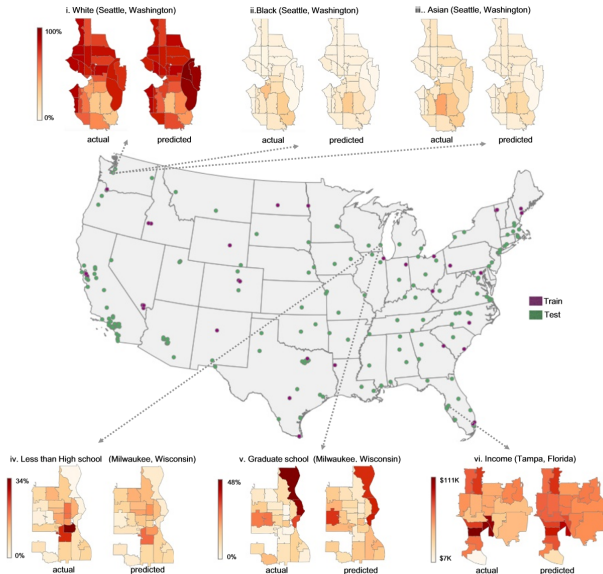 i. White (Seattle, Washington)
ii.Black(Seattle, Washington)
iii.. Asian (Seattle, Washington)
100%
0%
actual
predicted
actual
predicted
actual
predicted
Train
Test
iv. Less than High school (Milwaukee, Wisconsin)
v. Graduate school (Milwaukee, Wisconsin)
vi. Income (Tampa, Florida)
34%
0%
48%
0%
$111K
$7K
actual
predicted
actual
predicted
actual
predicted